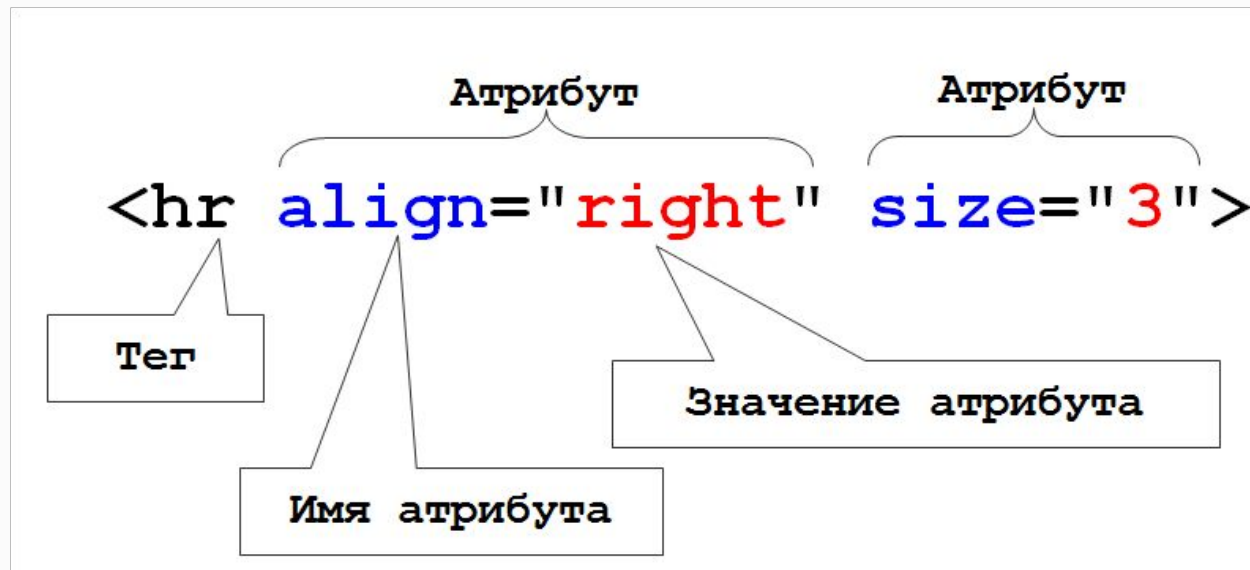 Атрибут Атрибут
<hr align="right" size="3">
Тег
Значение атрибута
Имя атрибута